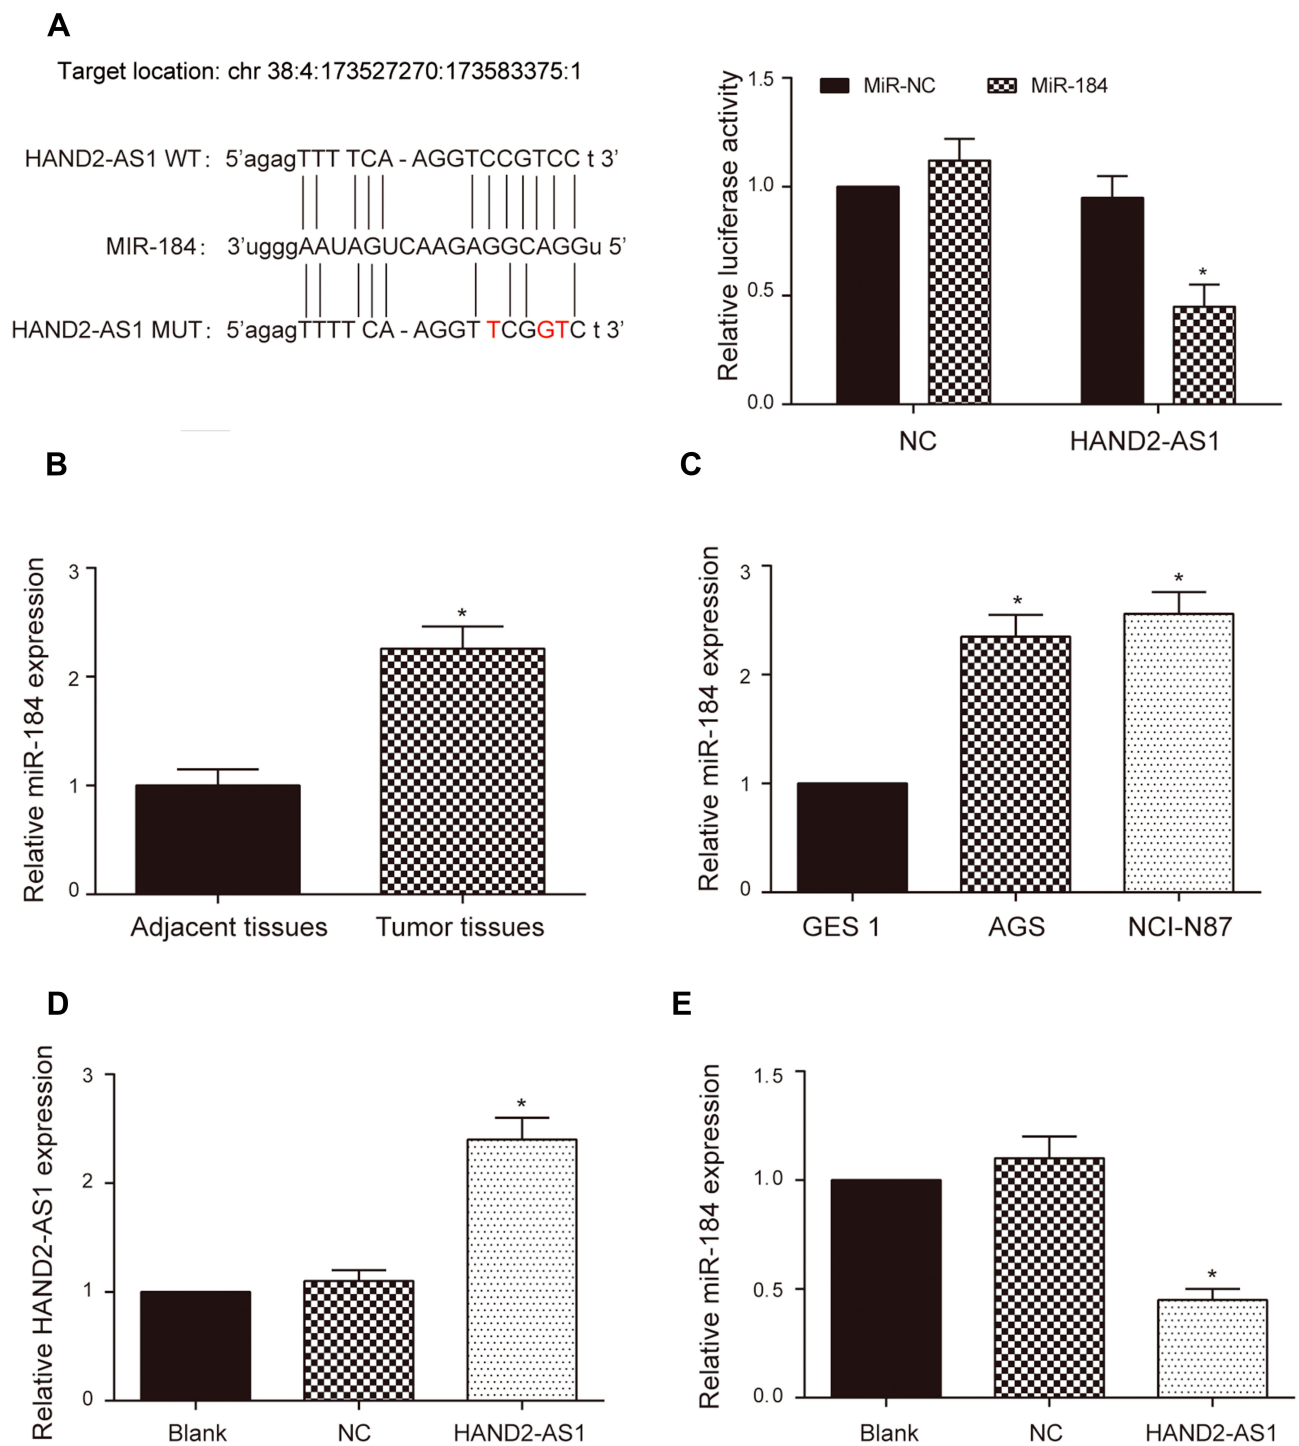 A
Target location: chr 38:4:173527270:173583375:1
HAND2-AS1 WT: 5’agagTTT TCA - AGGTCCGTCC t 3’
MIR-184: 3’ugggAAUAGUCAAGAGGCAGGu 5’
HAND2-AS1 MUT: 5’agagTTTT CA - AGGT TCGGTC t 3’
Relative luciferase activity
1.5
1.0
0.5
0.0
MiR-NC
MiR-184
*
NC
HAND2-AS1
B
Relative miR-184 expression
3
2
1
0
*
Adjacent tissues
Tumor tissues
C
Relative miR-184 expression
3
2
1
0
*
*
GES 1
AGS
NCI-N87
D
Relative HAND2-AS1 expression
3
2
1
0
*
Blank
NC
HAND2-AS1
E
Relative miR-184 expression
1.5
1.0
0.5
0.0
*
Blank
NC
HAND2-AS1